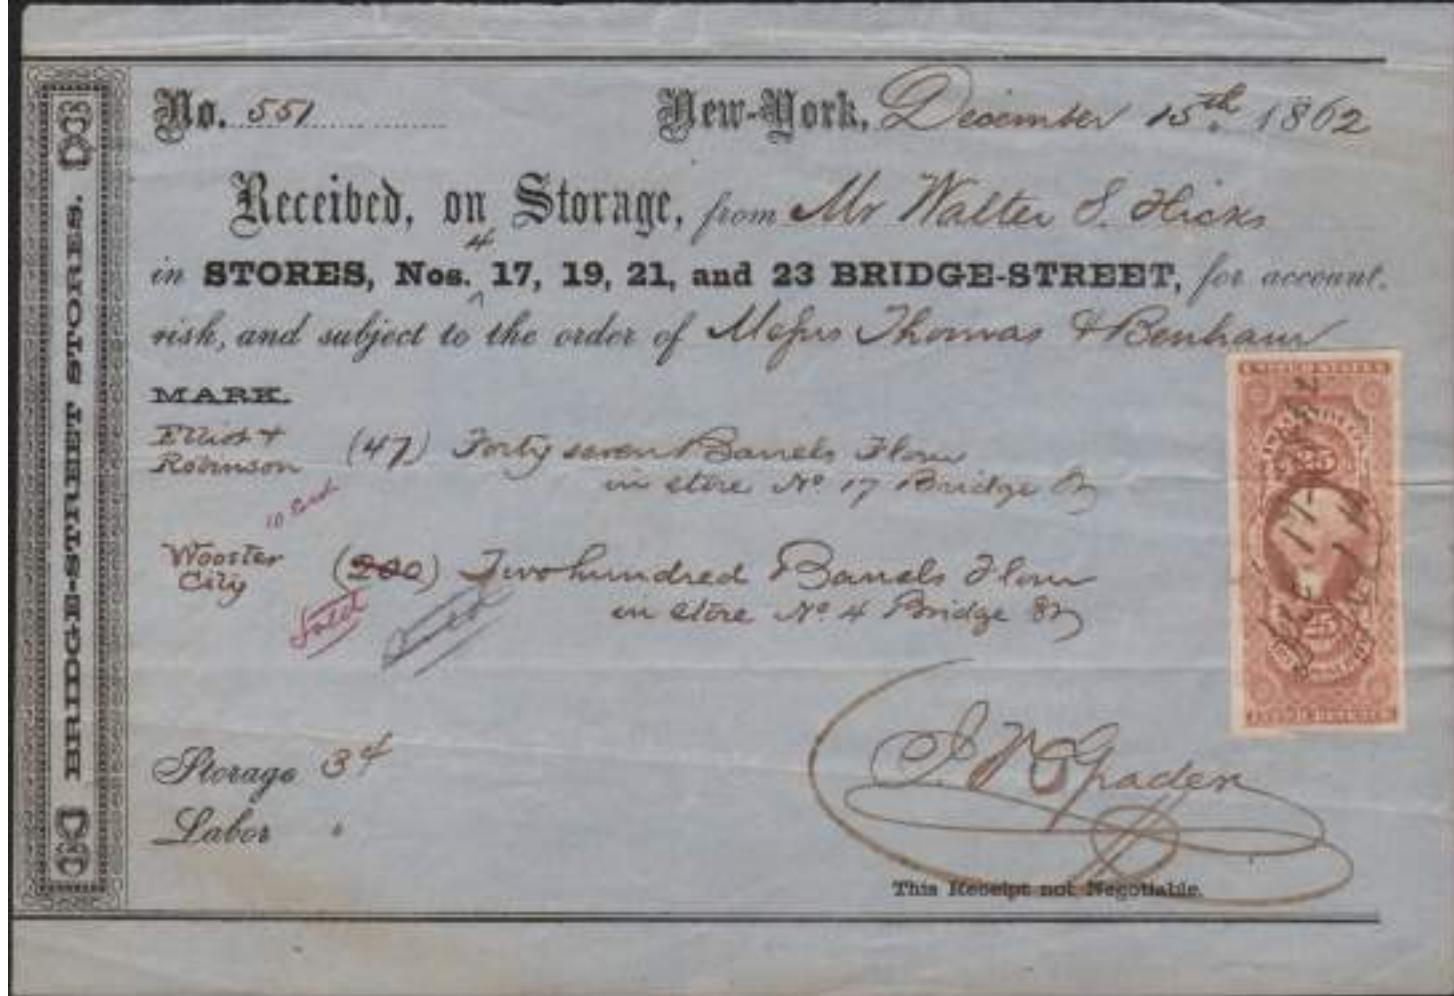 BRIDGE-STREET STORES.
No. 551 New-York, December 15th 1862
Received, on Storage, from Mr Walter S. Hicks
4
in STORES, Nos. ^ 17, 19, 21, and 23 BRIDGE-STREET, for account,
risk, and subject to the order of Messrs Thomas & Benham
MARK.
Elliot & (47) Forty seven Barrels Flour
Robinson in store No 17 Bridge St
Wooster (200) Two hundred Barrels Flour
City in store No 4 Bridge St
UNITED STATES
Storage 3
Labor "
This Receipt not Negotiable.